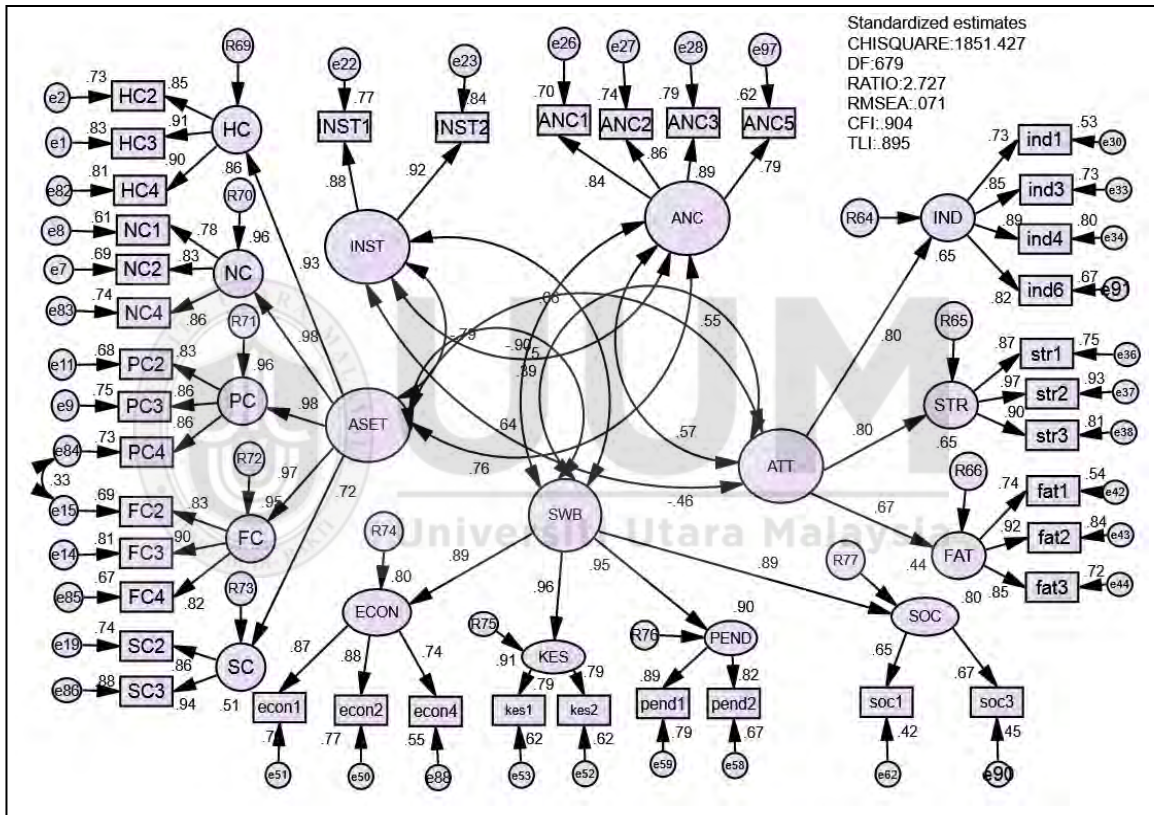 Standardized estimates
CHISQUARE:1851.427
DF:679
RATIO:2.727
RMSEA:.071
CFI:.904
TLI:.895
R69
e2
.73
HC2
.85
e1
.83
HC3
.91
HC
e82
.81
HC4
.90
.86
R70
e8
.61
NC1
.78
.96
e7
.69
NC2
.83
NC
e83
.74
NC4
.86
R71
e11
.68
PC2
.83
.96
e9
.75
PC3
.86
PC
e84
.73
PC4
.86
.33
R72
e15
.69
FC2
.83
.95
e14
.81
FC3
.90
FC
e85
.67
FC4
.82
R73
e19
.74
SC2
.86
SC
e86
.88
SC3
.94
.51
.93
.98
.98
.97
.72
ASET
e22
e23
.77
.84
INST1
INST2
.88
.92
INST
e26
e27
e28
e97
.70
.74
.79
.62
ANC1
ANC2
ANC3
ANC5
.84
.86
.89
.79
ANC
-.79
-.90
.39
.55
.64
.57
.76
-.46
UUM
Universiti Utara Malaysia
ATT
.80
.80
.67
R64
IND
.65
.73
ind1
.53
e30
.85
ind3
.73
e33
.89
ind4
.80
e34
.82
ind6
.67
e91
R65
STR
.65
.87
str1
.75
e36
.97
str2
.93
e37
.90
str3
.81
e38
R66
FAT
.44
.74
fat1
.54
e42
.92
fat2
.84
e43
.85
fat3
.72
e44
SWB
.89
.96
.95
.89
R74
.80
ECON
.87
.88
.74
econ1
econ2
econ4
.77
.55
e51
e50
e88
R75
.91
KES
.79
.79
kes1
kes2
.62
.62
e53
e52
R76
.90
PEND
.89
.82
pend1
pend2
.79
.67
e59
e58
R77
.80
SOC
.65
.67
soc1
soc3
.42
.45
e62
e90